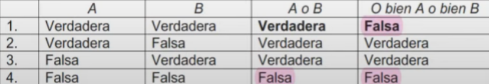 A B A o B O bien A o bien B
1. Verdadera Verdadera Verdadera Falsa
2. Verdadera Falsa Verdadera Verdadera
3. Falsa Verdadera Verdadera Verdadera
4. Falsa Falsa Falsa Falsa